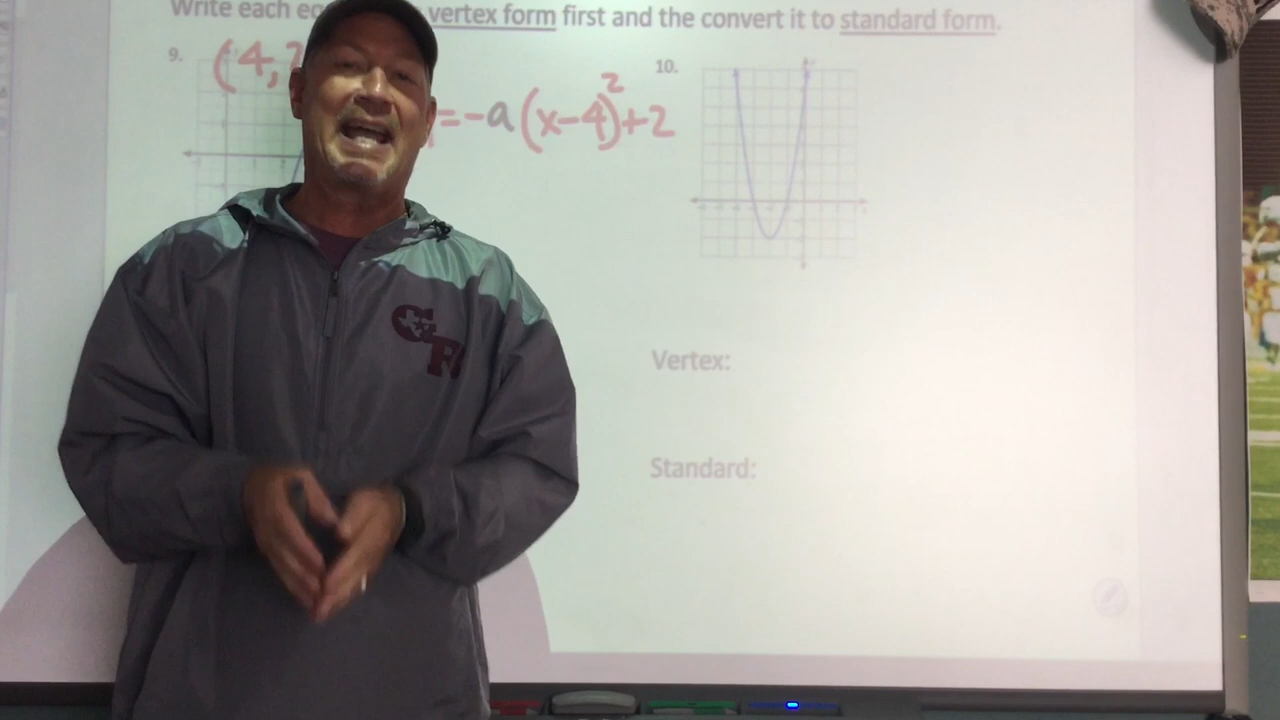 Write each vertex form first and the convert it to standard form.
9.
(4,
=-a(x-4)²+2
10.
Vertex:
Standard:
GR